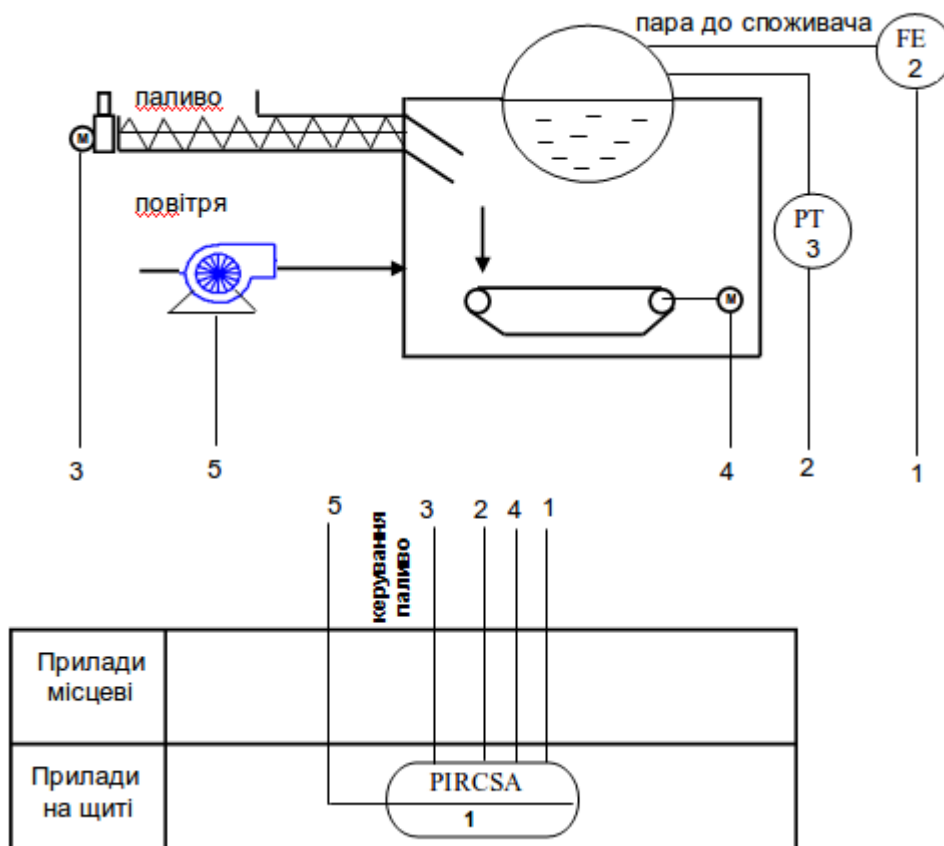 пара до споживача
FE
2
паливо
M
повітря
PT
3
M
3
5
4
2
1
5
3
2
4
1
керування
паливо
Прилади
місцеві
Прилади
на щиті
PIRCSA
1